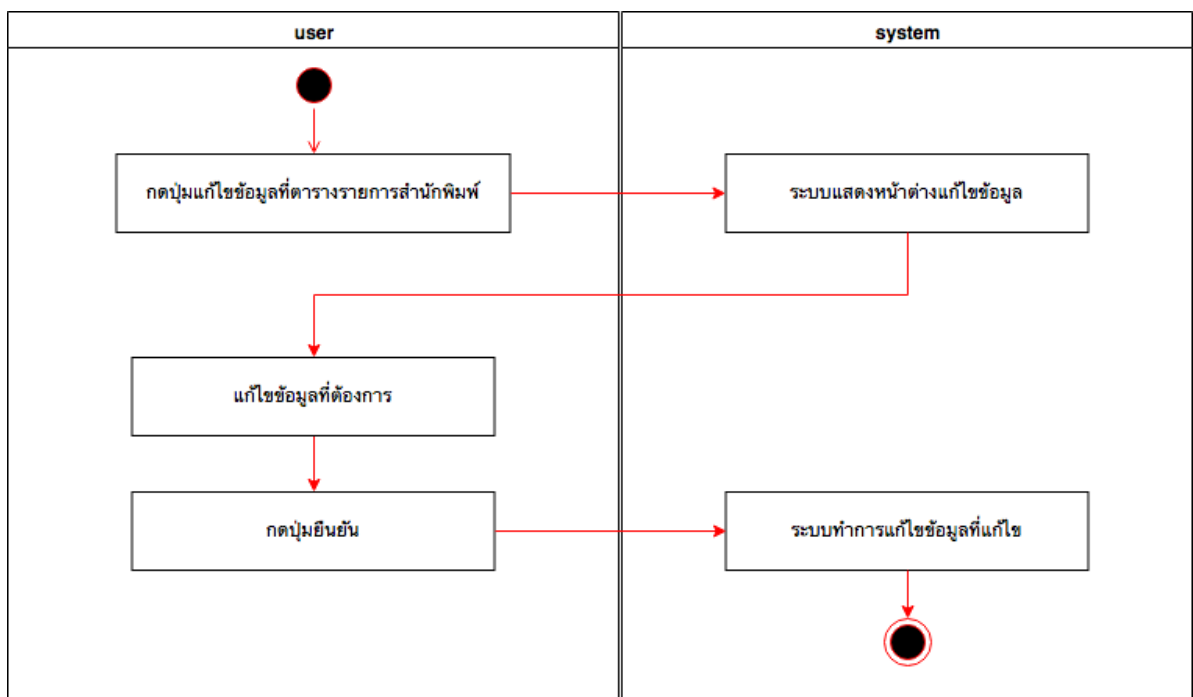 user
system
กดปุ่มแก้ไขข้อมูลที่ตารางรายการสำนักพิมพ์
ระบบแสดงหน้าต่างแก้ไขข้อมูล
แก้ไขข้อมูลที่ต้องการ
กดปุ่มยืนยัน
ระบบทำการแก้ไขข้อมูลที่แก้ไข